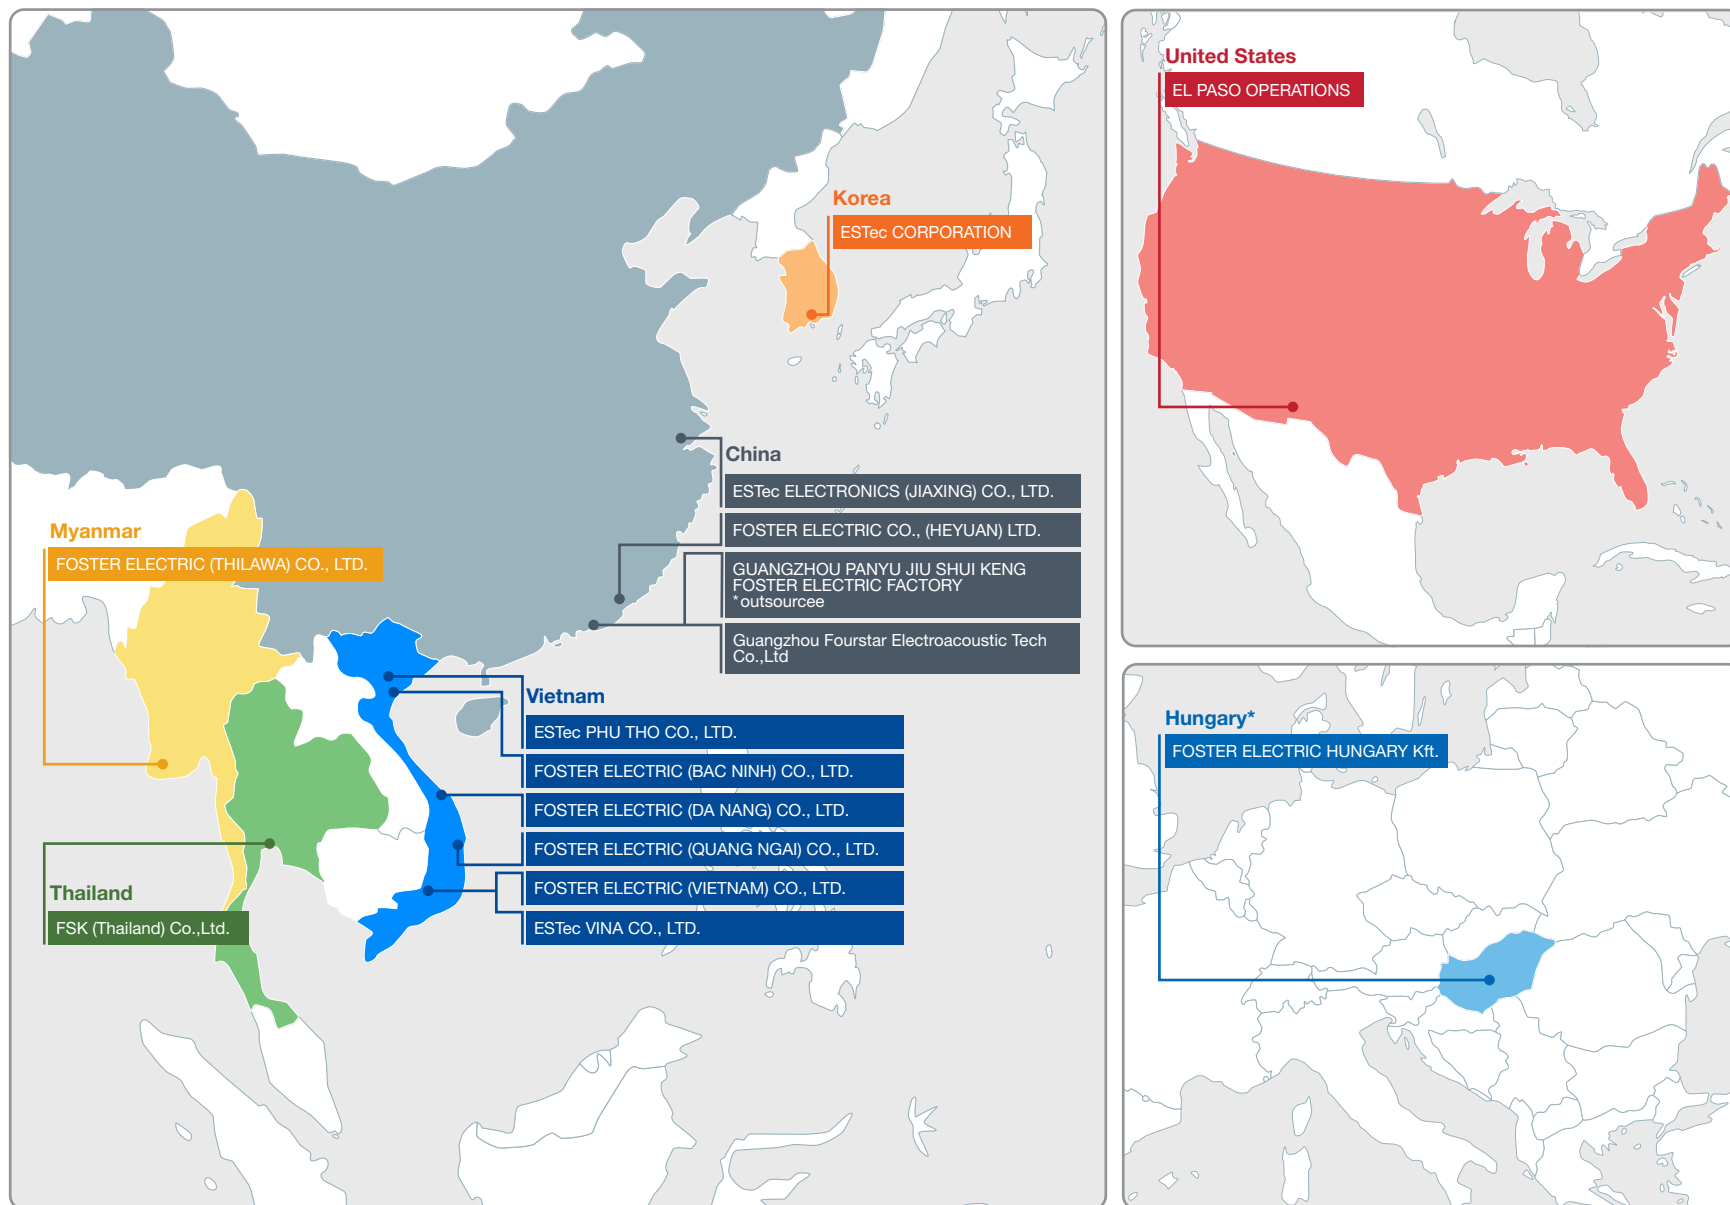 Korea
ESTec CORPORATION
China
ESTec ELECTRONICS (JIAXING) CO., LTD.
FOSTER ELECTRIC CO., (HEYUAN) LTD.
GUANGZHOU PANYU JIU SHUI KENG
FOSTER ELECTRIC FACTORY
*outsourcee
Guangzhou Fourstar Electroacoustic Tech
Co.,Ltd
Myanmar
FOSTER ELECTRIC (THILAWA) CO., LTD.
Vietnam
ESTec PHU THO CO., LTD.
FOSTER ELECTRIC (BAC NINH) CO., LTD.
FOSTER ELECTRIC (DA NANG) CO., LTD.
FOSTER ELECTRIC (QUANG NGAI) CO., LTD.
FOSTER ELECTRIC (VIETNAM) CO., LTD.
ESTec VINA CO., LTD.
Thailand
FSK (Thailand) Co.,Ltd.
United States
EL PASO OPERATIONS
Hungary*
FOSTER ELECTRIC HUNGARY Kft.